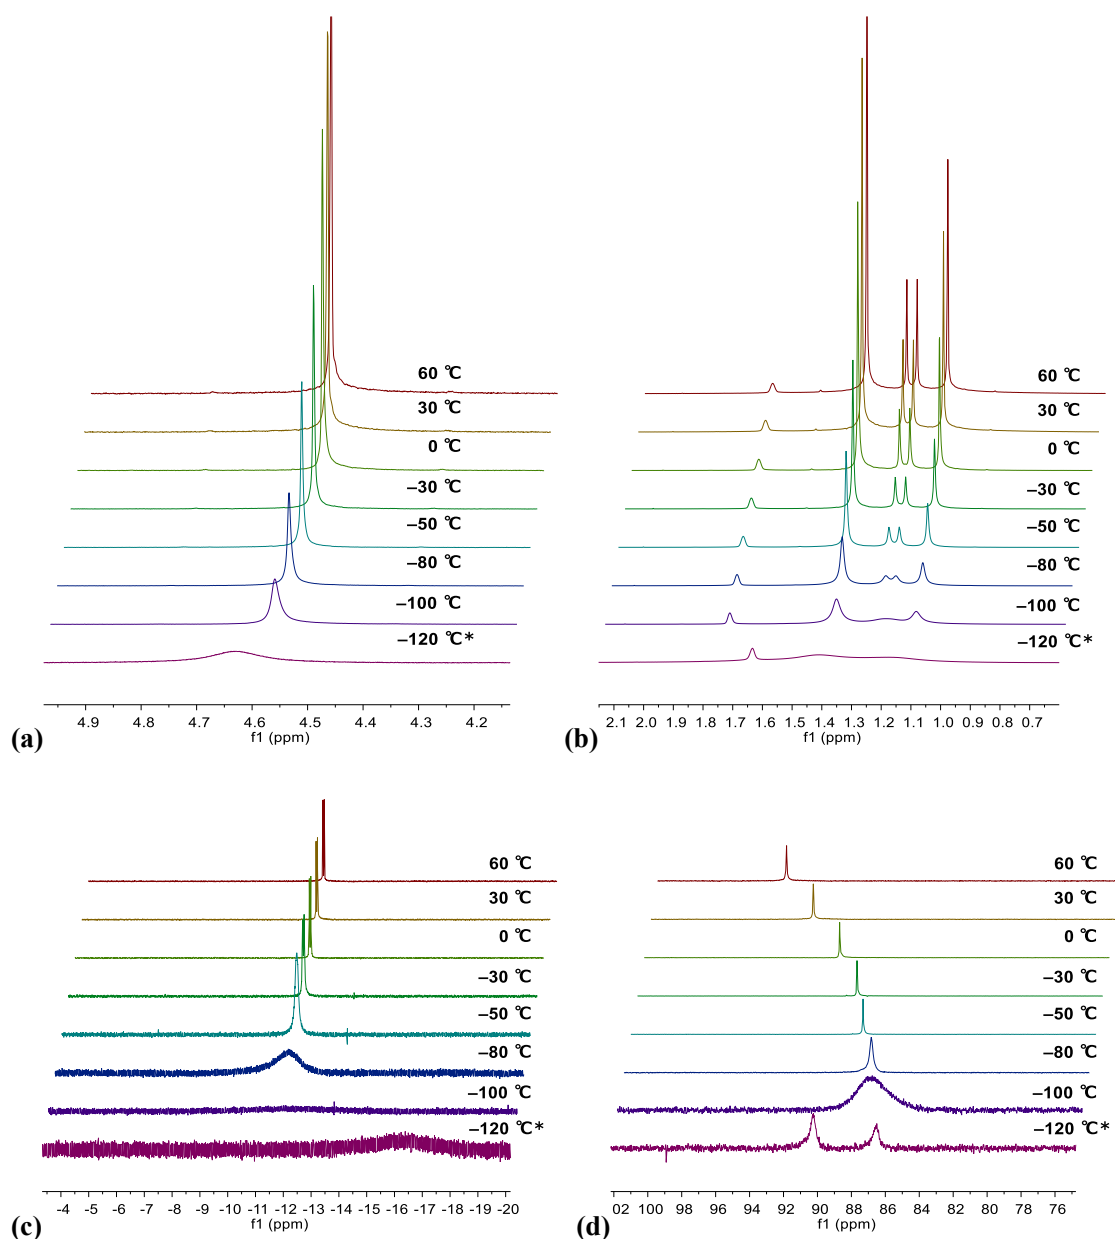 60 ℃
30 ℃
0 ℃
−30 ℃
−50 ℃
−80 ℃
−100 ℃
−120 ℃*
4.9 4.8 4.7 4.6 4.5 4.4 4.3 4.2
f1 (ppm)
(a)
60 ℃
30 ℃
0 ℃
−30 ℃
−50 ℃
−80 ℃
−100 ℃
−120 ℃*
2.1 2.0 1.9 1.8 1.7 1.6 1.5 1.4 1.3 1.2 1.1 1.0 0.9 0.8 0.7
f1 (ppm)
(b)
60 ℃
30 ℃
0 ℃
−30 ℃
−50 ℃
−80 ℃
−100 ℃
−120 ℃*
-4 -5 -6 -7 -8 -9 -10 -11 -12 -13 -14 -15 -16 -17 -18 -19 -20
f1 (ppm)
(c)
60 ℃
30 ℃
0 ℃
−30 ℃
−50 ℃
−80 ℃
−100 ℃
−120 ℃*
102 100 98 96 94 92 90 88 86 84 82 80 78 76
f1 (ppm)
(d)